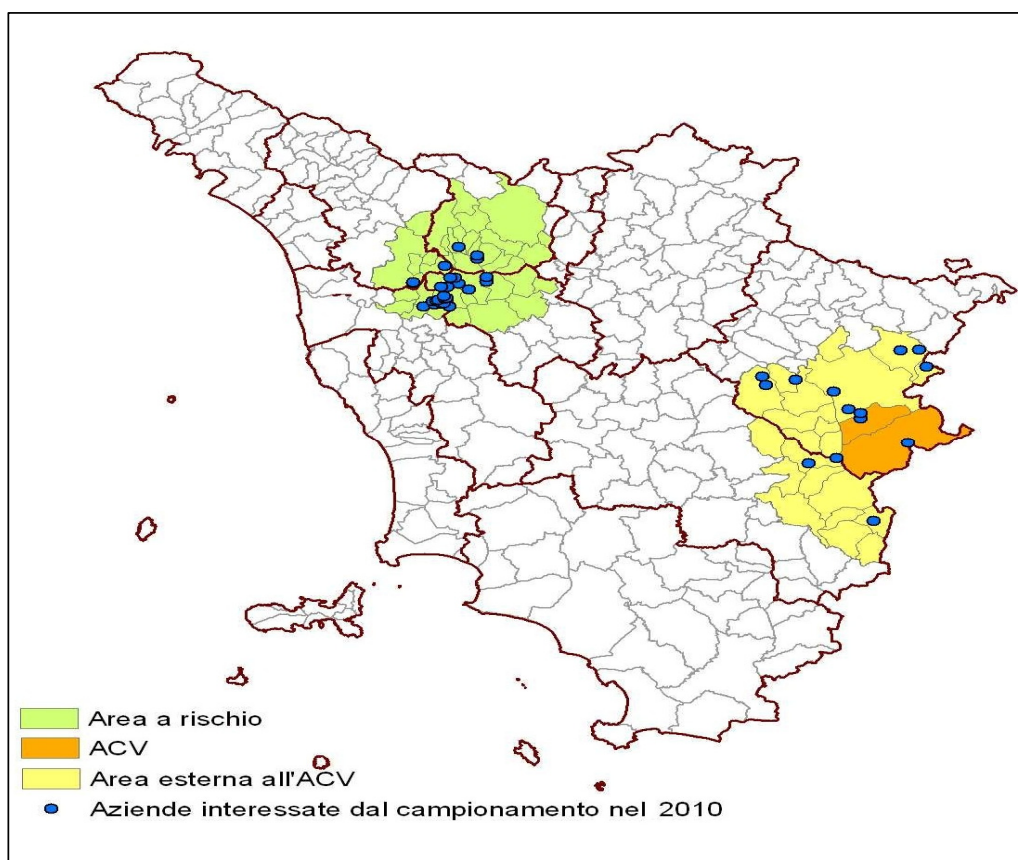 Area a rischio
ACV
Area esterna all'ACV
Aziende interessate dal campionamento nel 2010